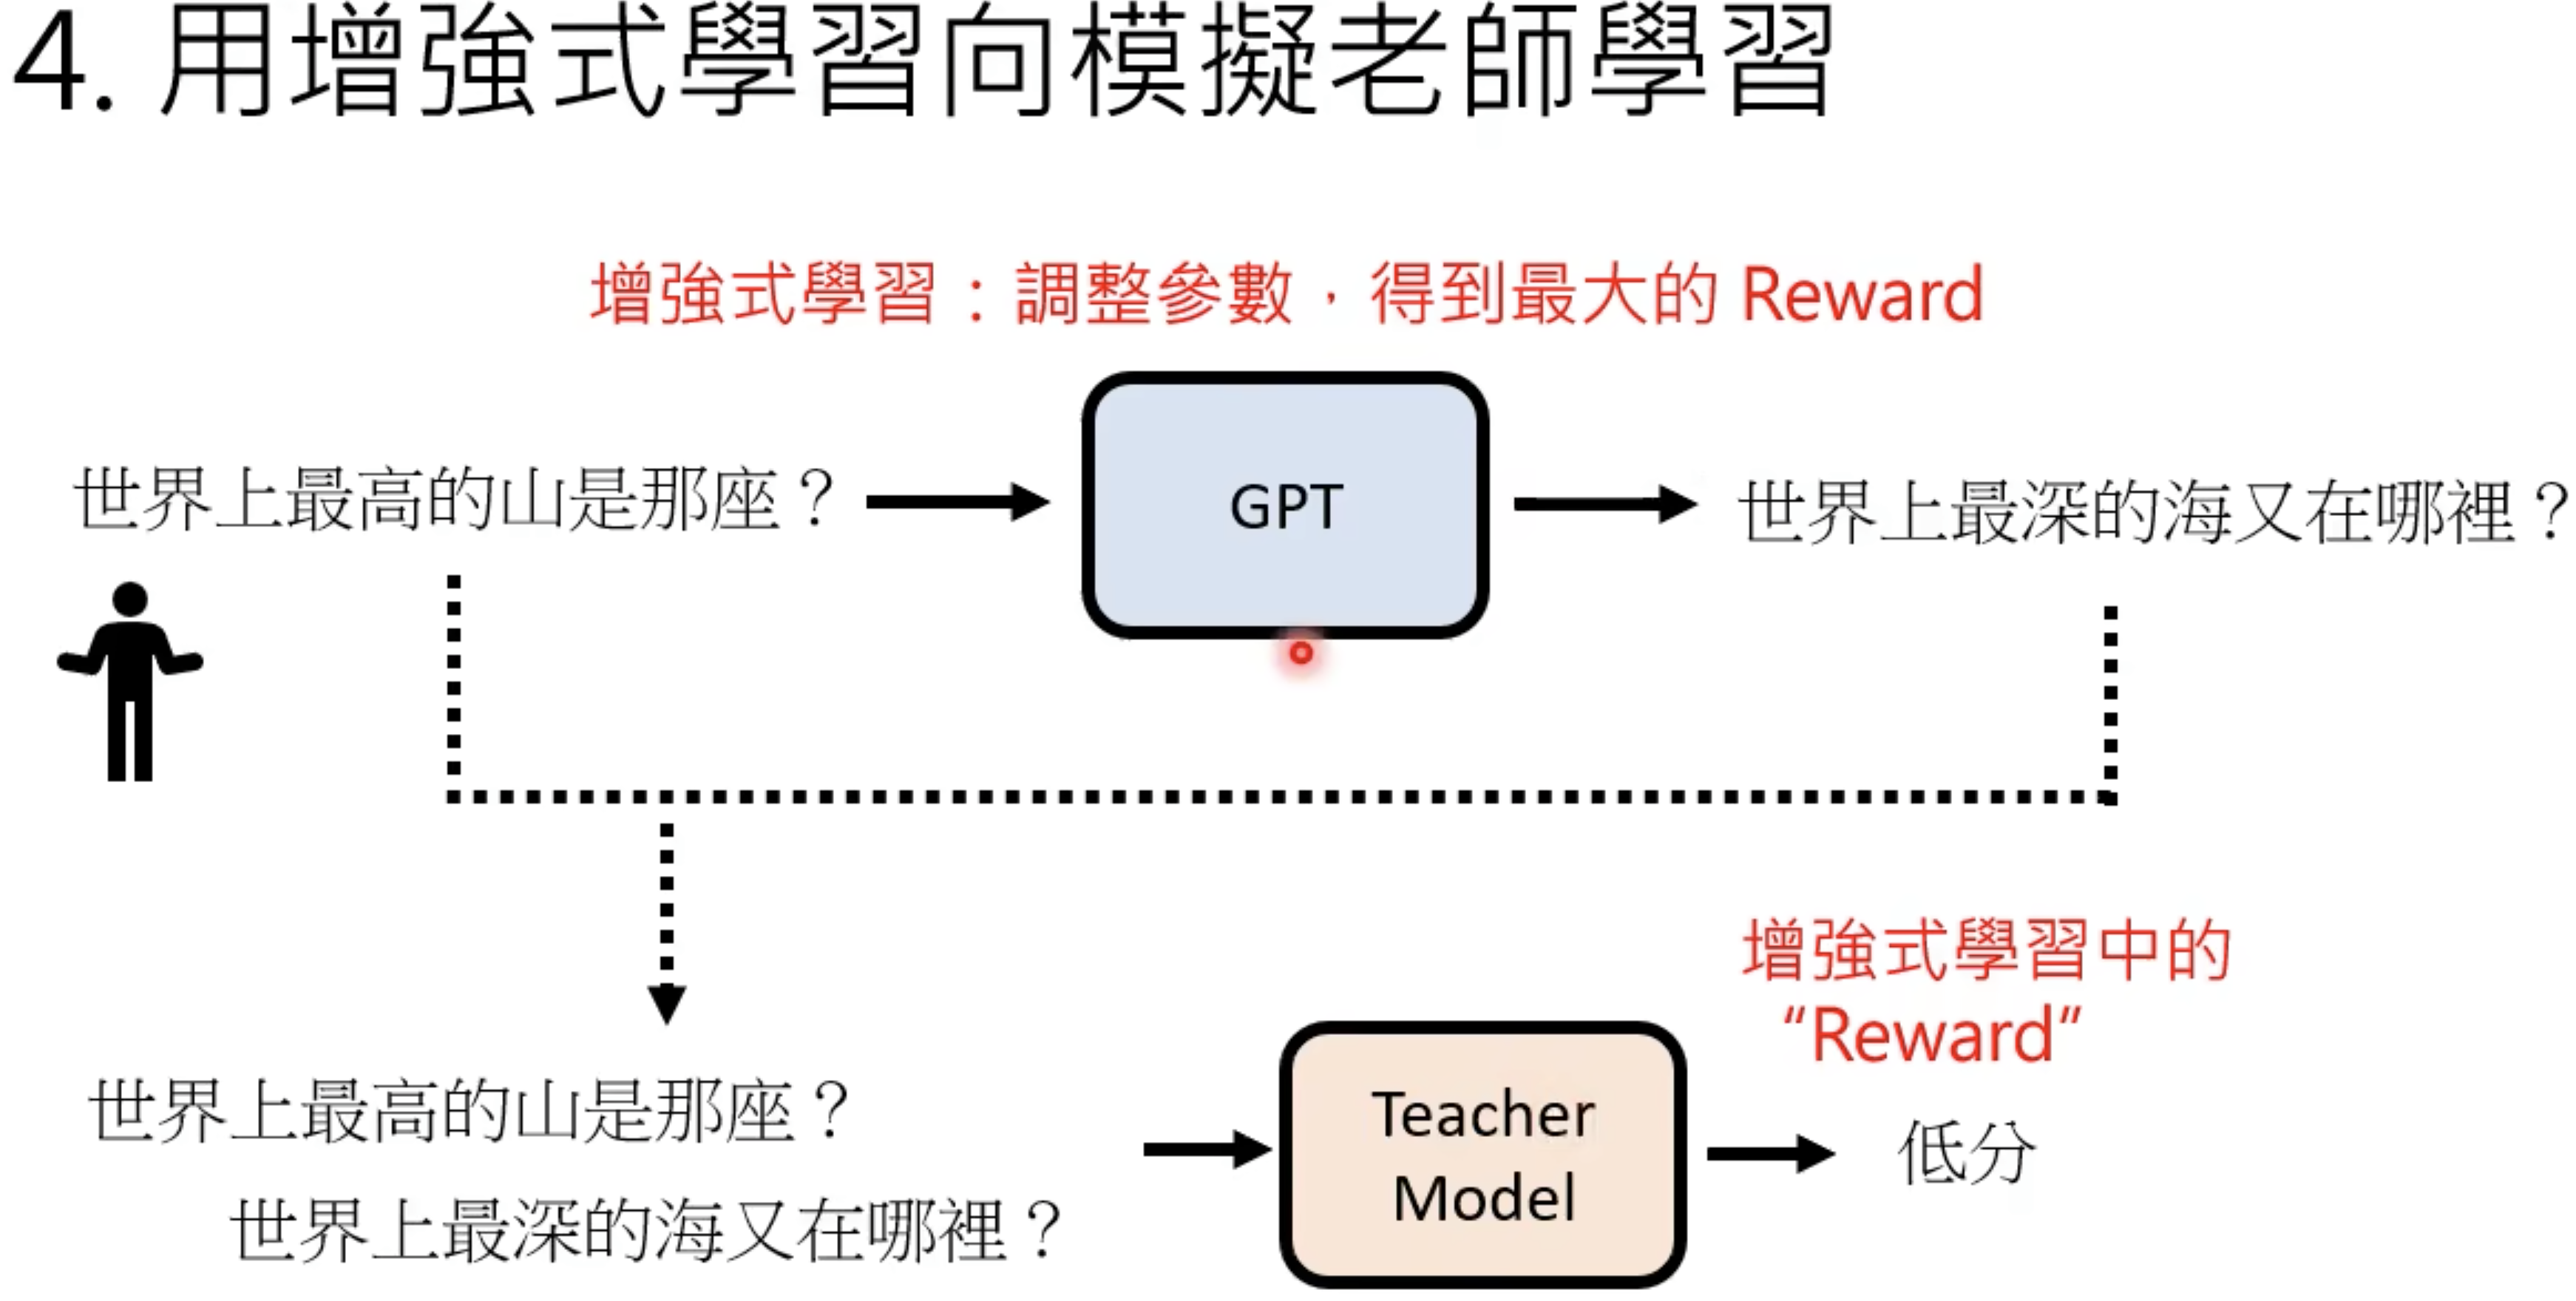 4. 用增強式學習向模擬老師學習
增強式學習：調整參數，得到最大的 Reward
世界上最高的山是那座？
GPT
世界上最深的海又在哪裡？
增強式學習中的
“Reward”
世界上最高的山是那座？
世界上最深的海又在哪裡？
Teacher
Model
低分